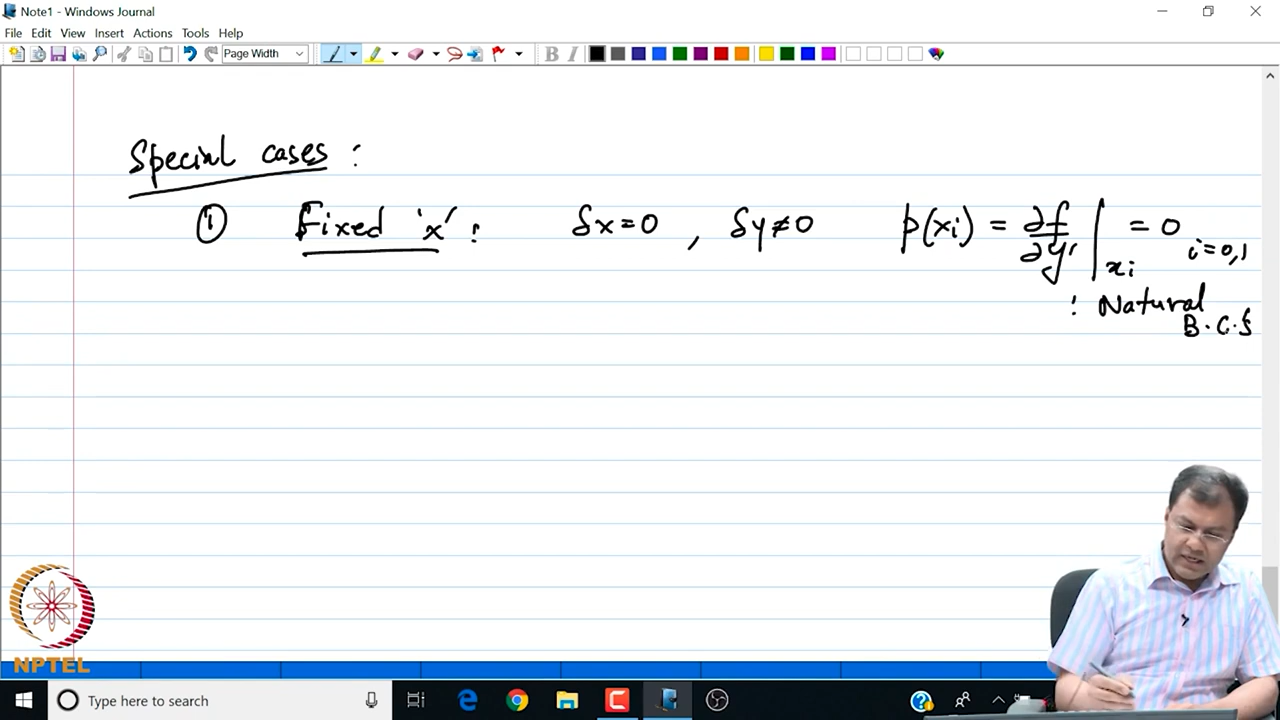 Note1 - Windows Journal
File Edit View Insert Actions Tools Help
Page Width
B I
Special cases :
① Fixed 'x' : δx=0 , δy≠0 p(xi) = ∂f/∂y' | xi = 0 i=0,1
: Natural
B.C.s
NPTEL
Type here to search